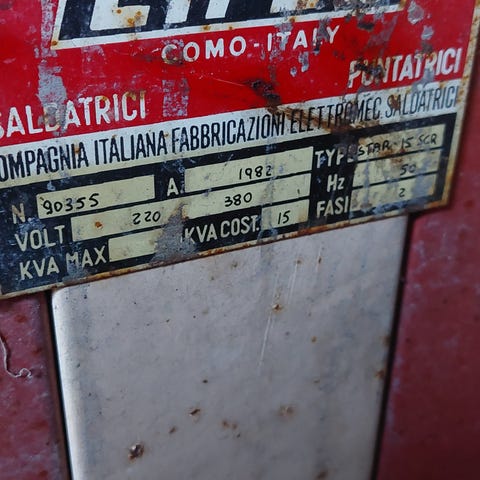 COMO-ITALY
SALDATRICI PUNTATRICI
COMPAGNIA ITALIANA FABBRICAZIONI ELETTROMEC. SALDATRICI
N. 90355 A. 1982 TYPE STAR 15 SCR
VOLT 220 380 Hz 50
KVA MAX KVA COST. 15 FASI 2